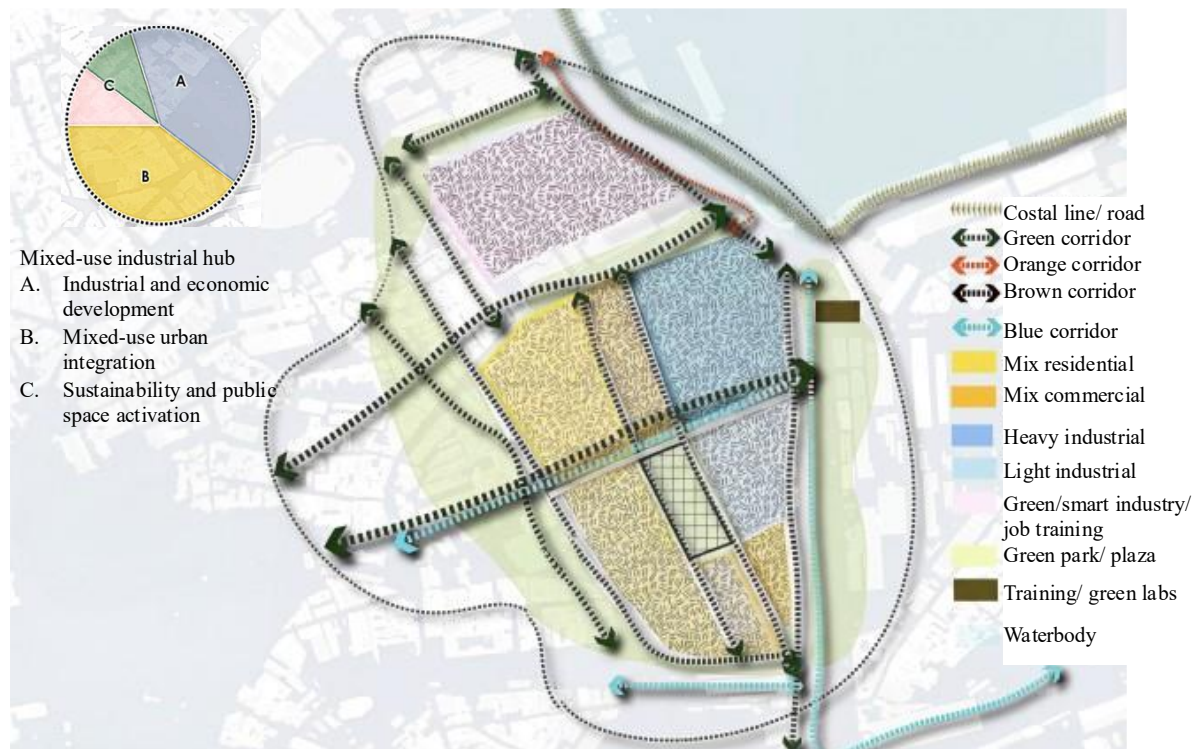 A
C
B
Mixed-use industrial hub
A. Industrial and economic
development
B. Mixed-use urban
integration
C. Sustainability and public
space activation
Costal line/ road
Green corridor
Orange corridor
Brown corridor
Blue corridor
Mix residential
Mix commercial
Heavy industrial
Light industrial
Green/smart industry/
job training
Green park/ plaza
Training/ green labs
Waterbody